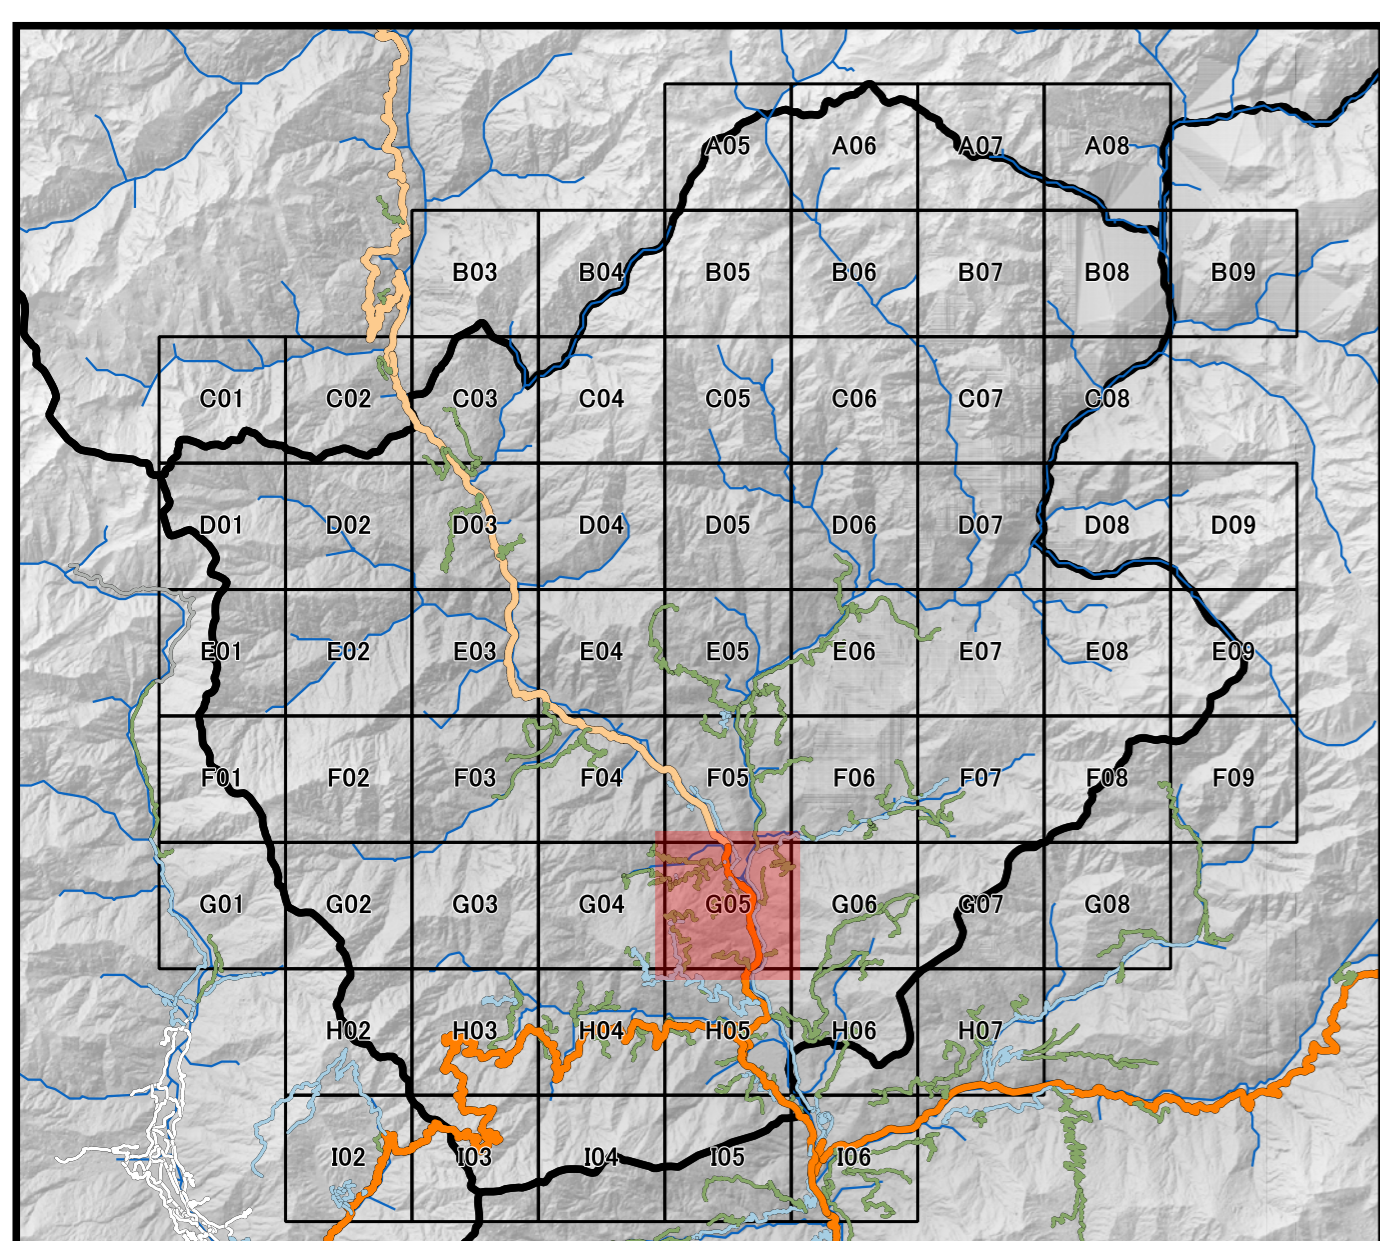 A05 A06 A07 A08
B03 B04 B05 B06 B07 B08 B09
C01 C02 C03 C04 C05 C06 C07 C08
D01 D02 D03 D04 D05 D06 D07 D08 D09
E01 E02 E03 E04 E05 E06 E07 E08 E09
F01 F02 F03 F04 F05 F06 F07 F08 F09
G01 G02 G03 G04 G05 G06 G07 G08
H02 H03 H04 H05 H06 H07
I02 I03 I04 I05 I06